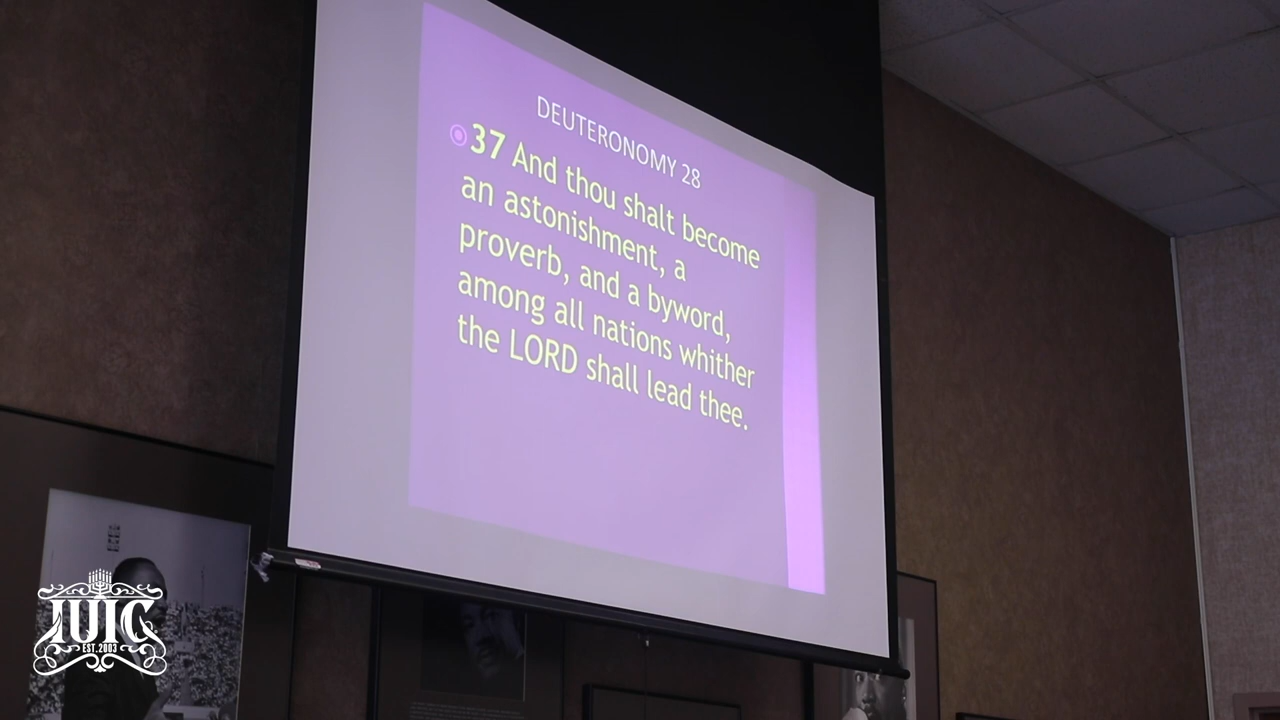 DEUTERONOMY 28
37 And thou shalt become
an astonishment, a
proverb, and a byword,
among all nations whither
the LORD shall lead thee.
IUIC
EST. 2003